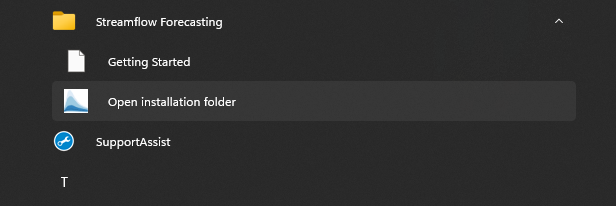 Streamflow Forecasting
Getting Started
Open installation folder
SupportAssist
T